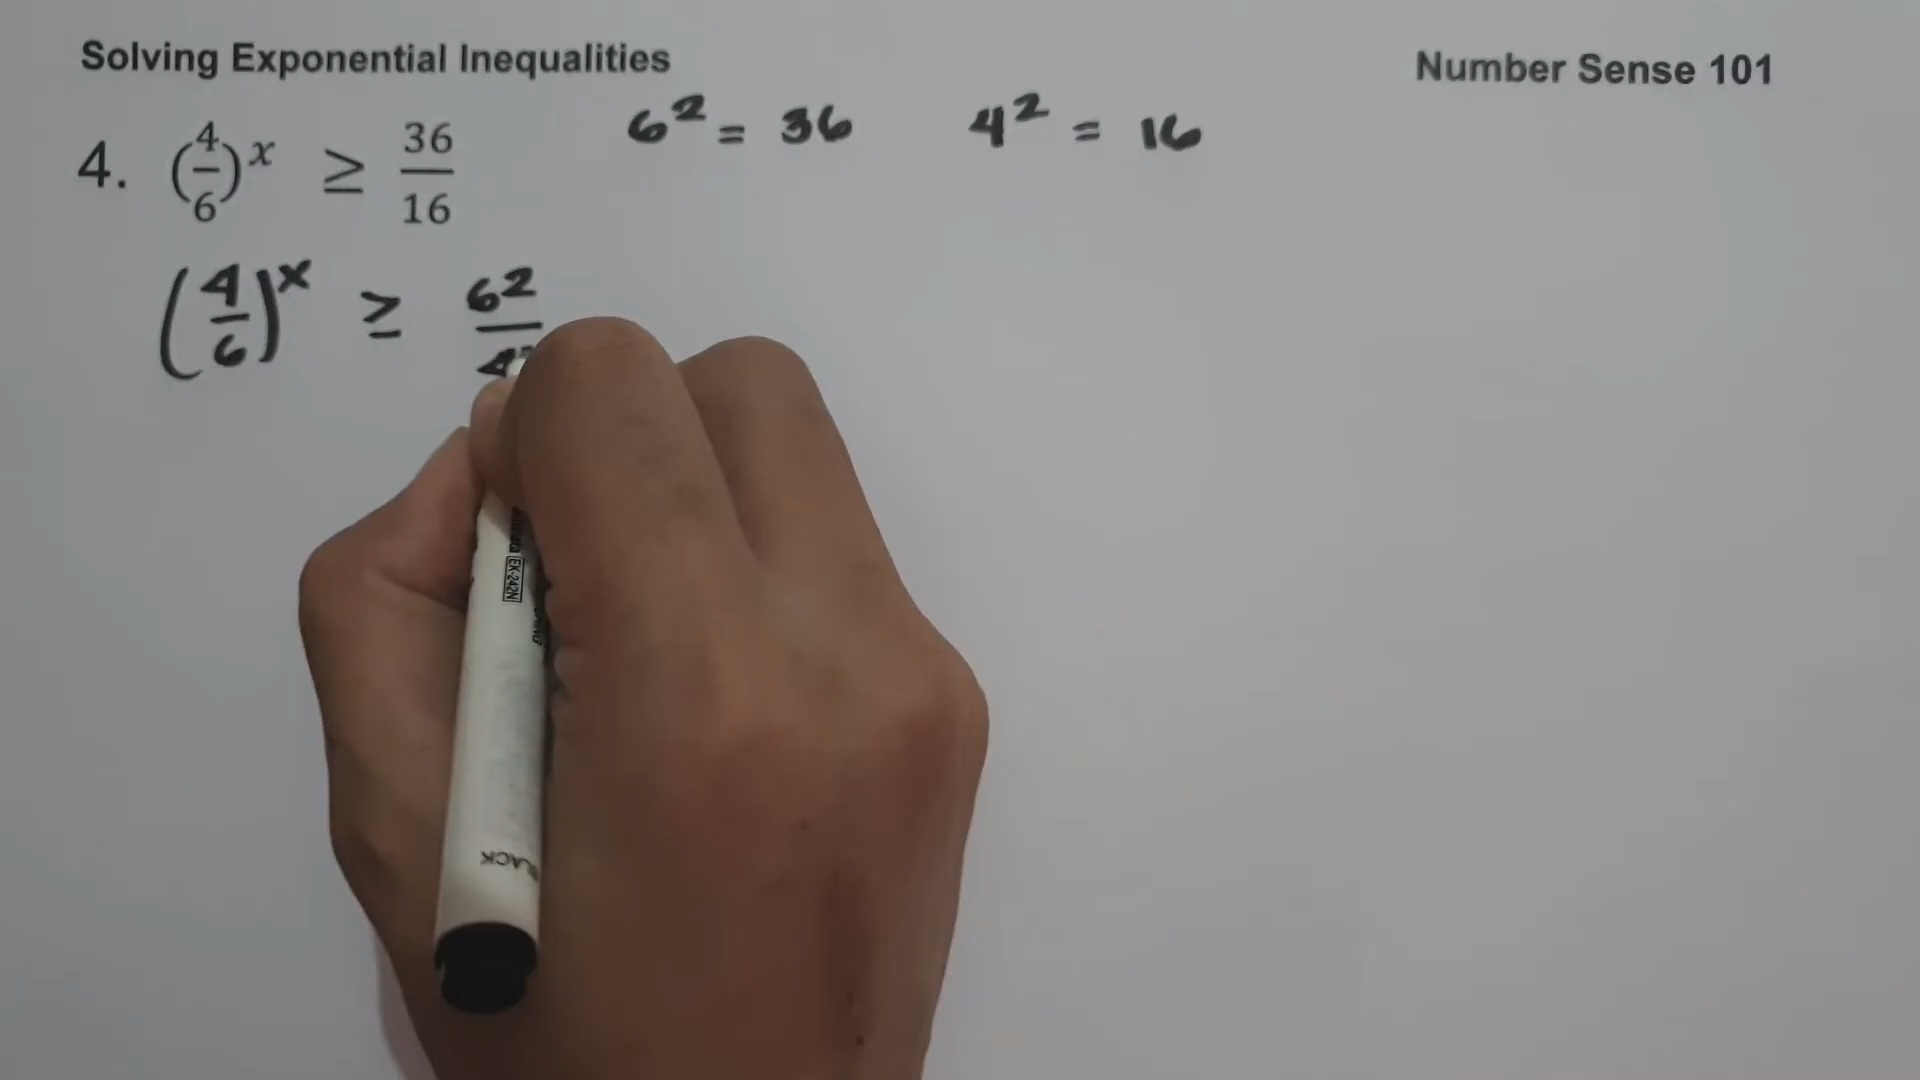 Solving Exponential Inequalities
Number Sense 101
6² = 36 4² = 16
4. (4/6)ˣ ≥ 36/16
(4/6)ˣ ≥ 6²/4²
EK-242N